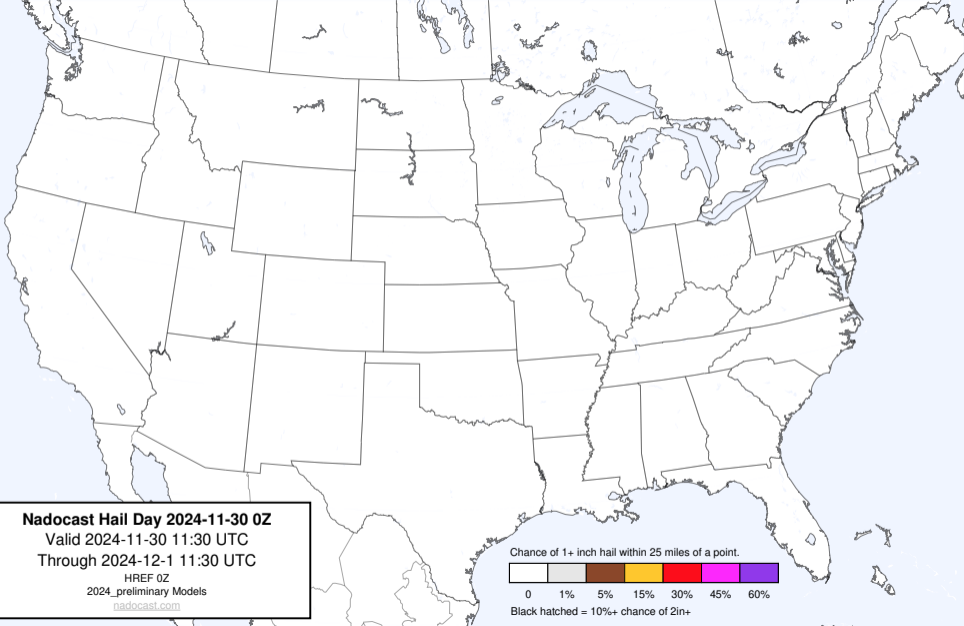 Nadocast Hail Day 2024-11-30 0Z
Valid 2024-11-30 11:30 UTC
Through 2024-12-1 11:30 UTC
HREF 0Z
2024_preliminary Models
nadocast.com
Chance of 1+ inch hail within 25 miles of a point.
0 1% 5% 15% 30% 45% 60%
Black hatched = 10%+ chance of 2in+